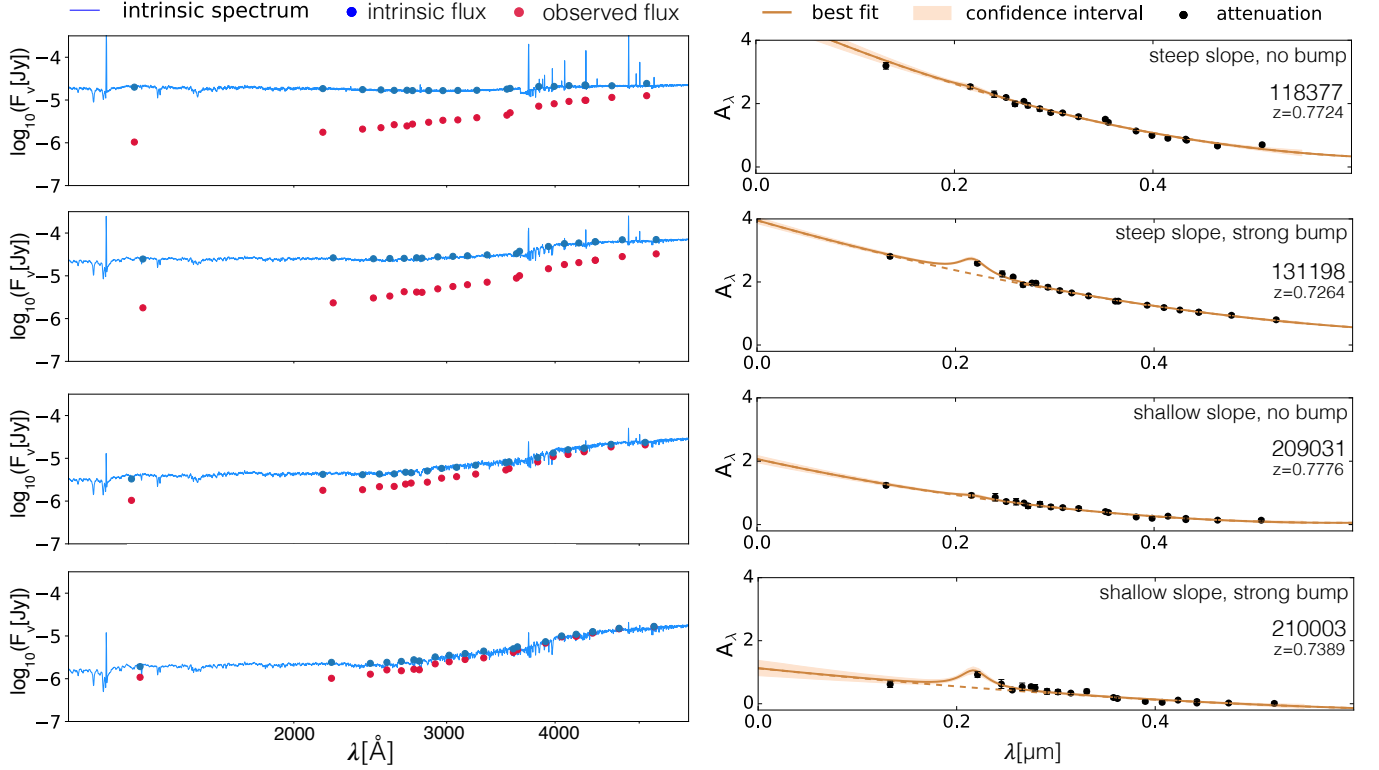 intrinsic spectrum intrinsic flux observed flux
best fit confidence interval attenuation
−4
−5
−6
−7
log10(Fν[Jy])
4
2
0
Aλ
steep slope, no bump
118377
z=0.7724
0.0 0.2 0.4
−4
−5
−6
−7
log10(Fν[Jy])
4
2
0
Aλ
steep slope, strong bump
131198
z=0.7264
0.0 0.2 0.4
−4
−5
−6
−7
log10(Fν[Jy])
4
2
0
Aλ
shallow slope, no bump
209031
z=0.7776
0.0 0.2 0.4
−4
−5
−6
−7
log10(Fν[Jy])
2000 3000 4000
λ[Å]
4
2
0
Aλ
shallow slope, strong bump
210003
z=0.7389
0.0 0.2 0.4
λ[μm]